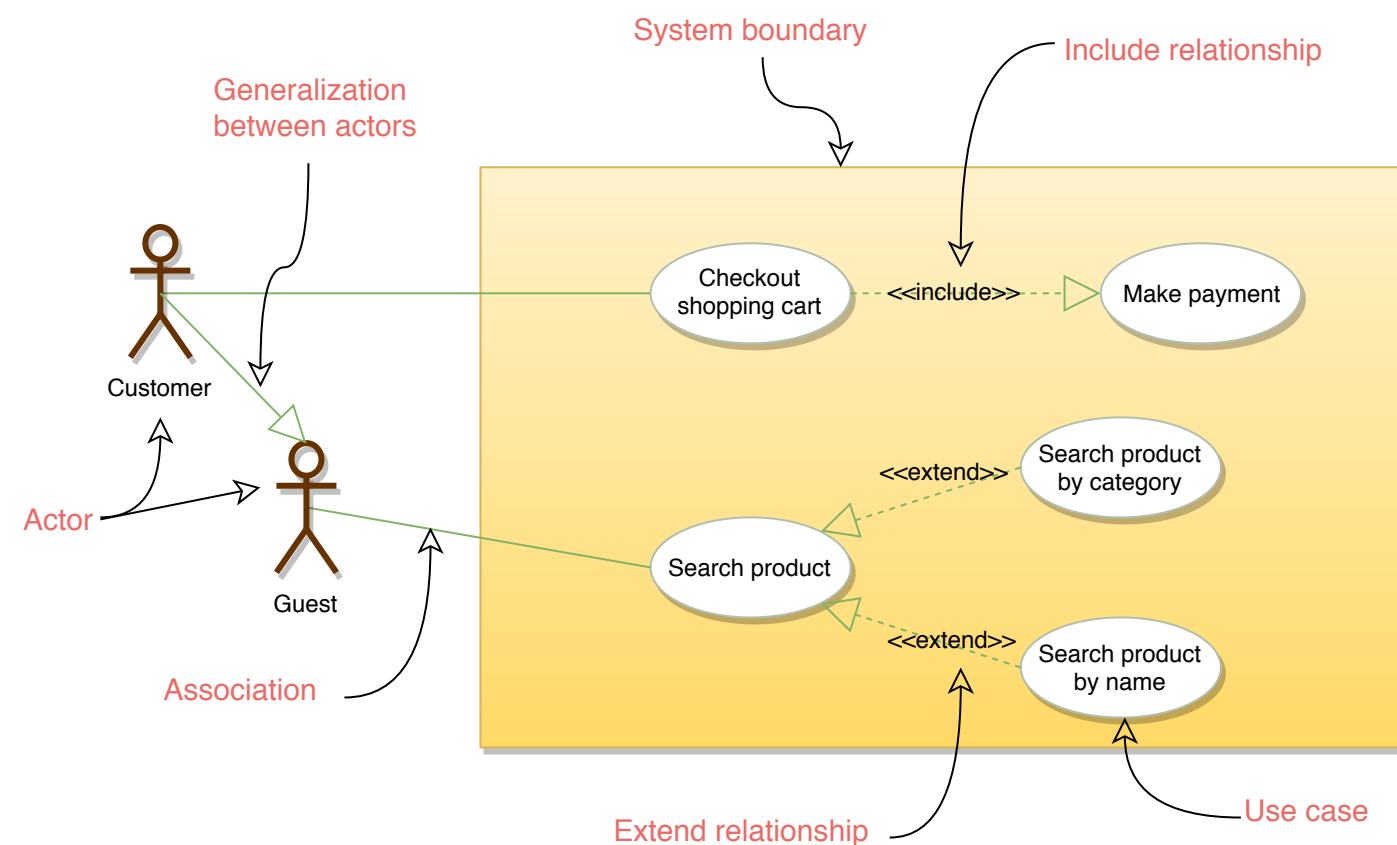 System boundary
Include relationship
Generalization
between actors
Checkout
shopping cart
<<include>>
Make payment
Customer
Search product
by category
<<extend>>
Actor
Search product
Guest
<<extend>>
Search product
by name
Association
Use case
Extend relationship